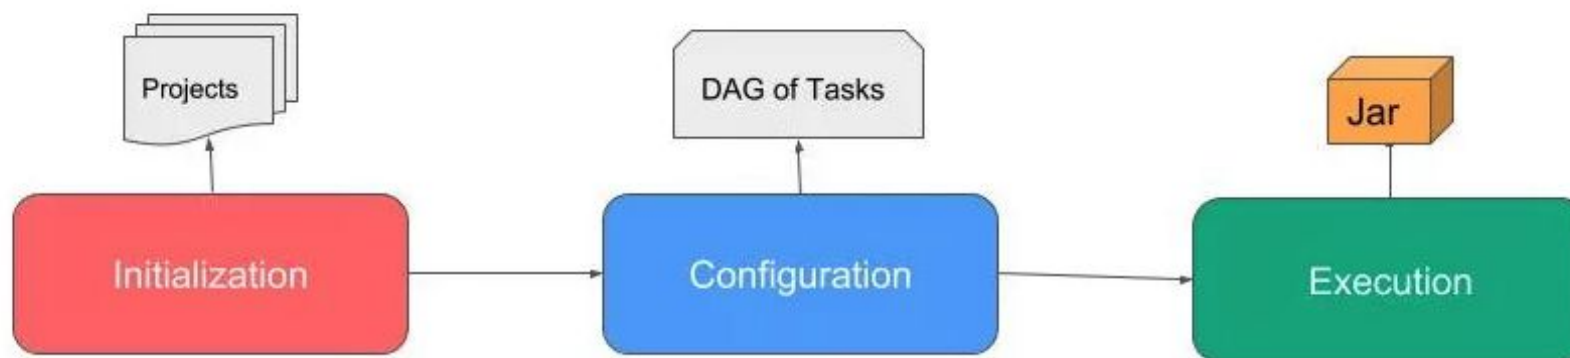 Projects
DAG of Tasks
Jar
Initialization
Configuration
Execution